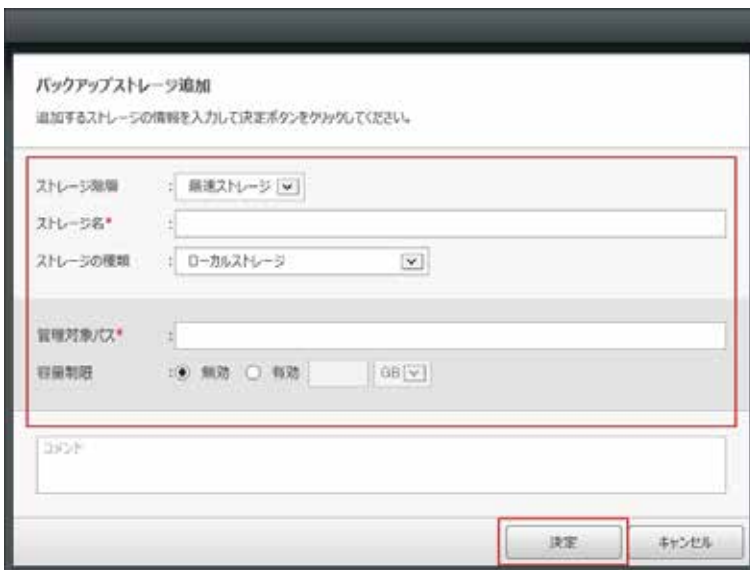 バックアップストレージ追加
追加するストレージの情報を入力して決定ボタンをクリックしてください。
ストレージ階層 : 最速ストレージ
ストレージ名* :
ストレージの種類 : ローカルストレージ
管理対象パス* :
容量制限 : 無効 有効 GB
コメント
決定 キャンセル